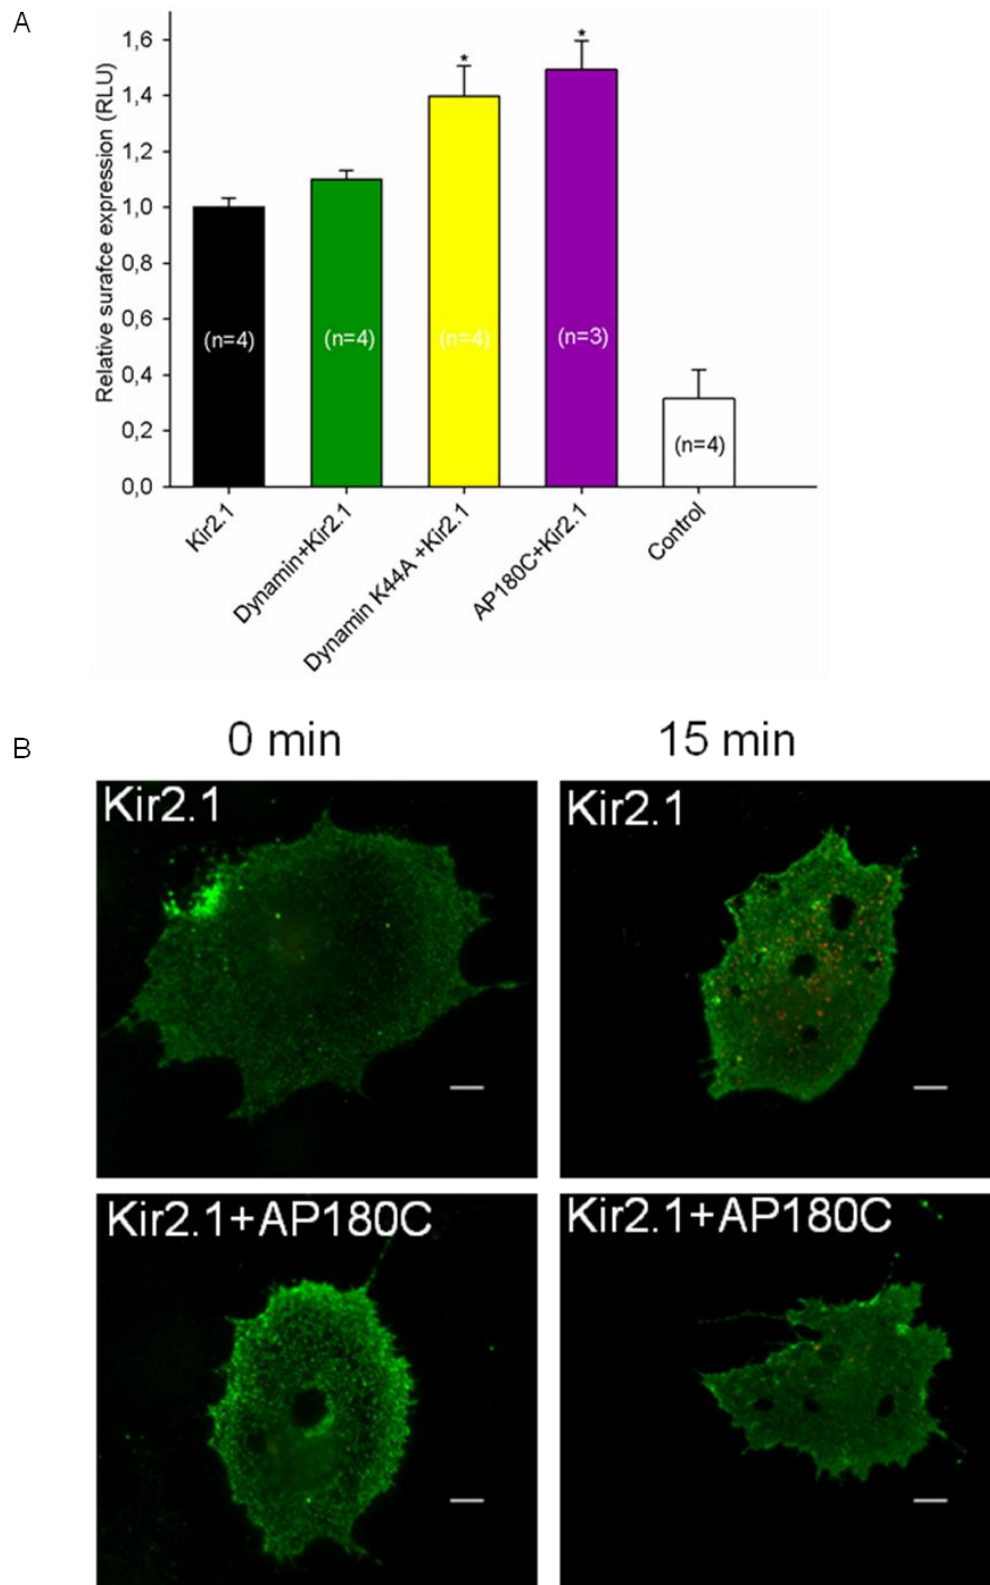 A
Relative surafce expression (RLU)
1,6
1,4
1,2
1,0
0,8
0,6
0,4
0,2
0,0
*
*
(n=4)
(n=4)
(n=4)
(n=3)
(n=4)
Kir2.1
Dynamin+Kir2.1
Dynamin K44A +Kir2.1
AP180C+Kir2.1
Control
B
0 min
15 min
Kir2.1
Kir2.1
Kir2.1+AP180C
Kir2.1+AP180C